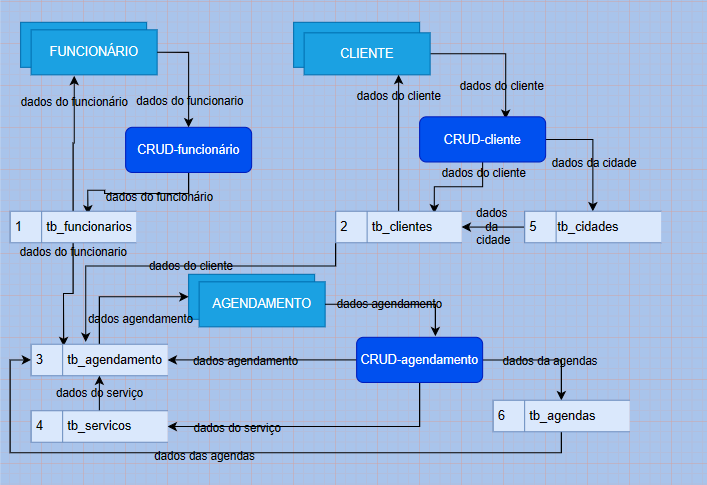 FUNCIONÁRIO
CLIENTE
dados do funcionário
dados do funcionario
dados do cliente
dados do cliente
CRUD-funcionário
CRUD-cliente
dados do cliente
dados da cidade
dados do funcionário
1 tb_funcionarios
2 tb_clientes
dados
da
cidade
5 tb_cidades
dados do funcionario
dados do cliente
AGENDAMENTO
dados agendamento
dados agendamento
3 tb_agendamento
dados agendamento
CRUD-agendamento
dados da agendas
dados do serviço
4 tb_servicos
dados do serviço
6 tb_agendas
dados das agendas